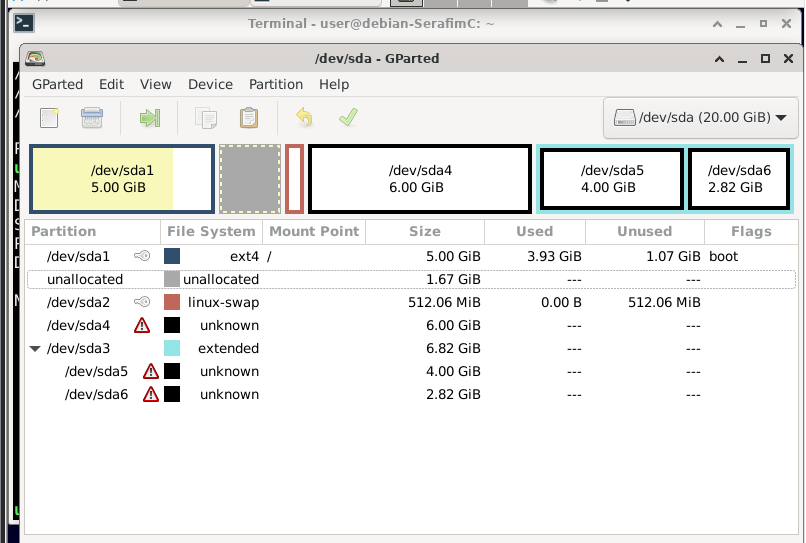 Terminal - user@debian-SerafimC: ~
/dev/sda - GParted
GParted Edit View Device Partition Help
/dev/sda (20.00 GiB)
/dev/sda1 /dev/sda4 /dev/sda5 /dev/sda6
5.00 GiB 6.00 GiB 4.00 GiB 2.82 GiB
Partition File System Mount Point Size Used Unused Flags
/dev/sda1 ext4 / 5.00 GiB 3.93 GiB 1.07 GiB boot
unallocated unallocated 1.67 GiB --- ---
/dev/sda2 linux-swap 512.06 MiB 0.00 B 512.06 MiB
/dev/sda4 unknown 6.00 GiB --- ---
/dev/sda3 extended 6.82 GiB --- ---
/dev/sda5 unknown 4.00 GiB --- ---
/dev/sda6 unknown 2.82 GiB --- ---